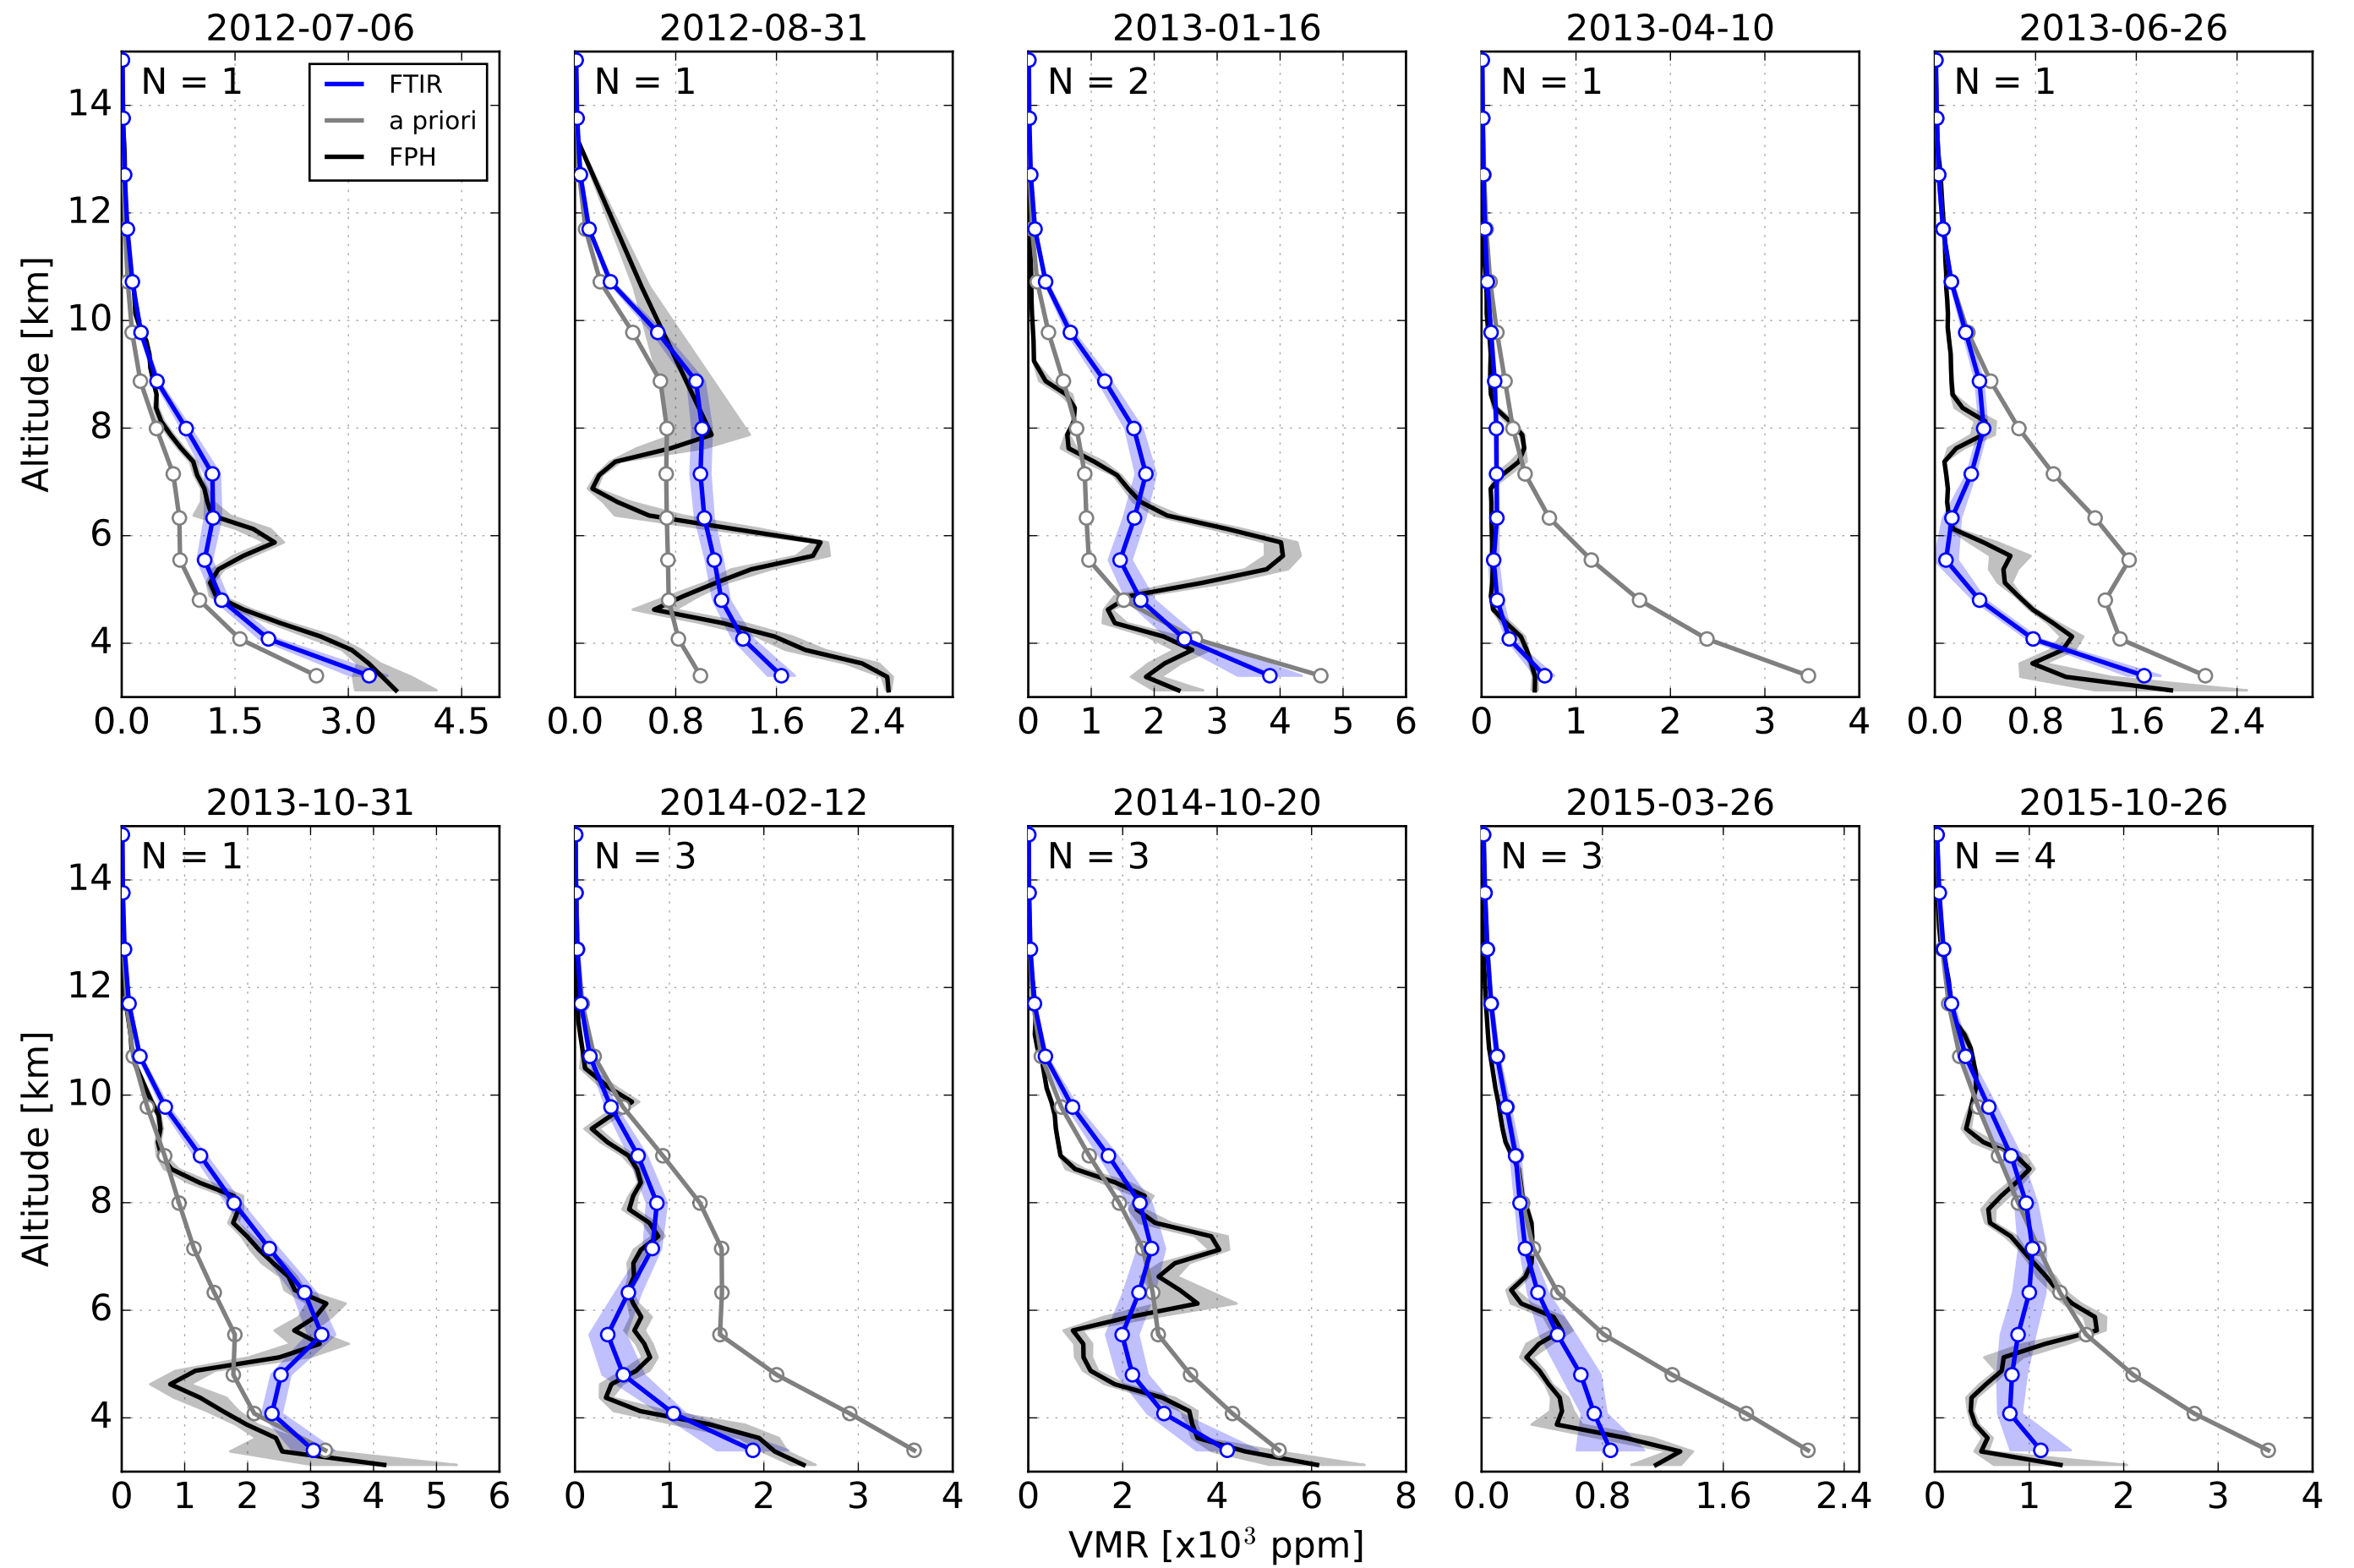 2012-07-06 2012-08-31 2013-01-16 2013-04-10 2013-06-26
N = 1 N = 1 N = 2 N = 1 N = 1
FTIR
a priori
FPH
Altitude [km]
14
12
10
8
6
4
0.0 1.5 3.0 4.5 0.0 0.8 1.6 2.4 0 1 2 3 4 5 6 0 1 2 3 4 0.0 0.8 1.6 2.4
2013-10-31 2014-02-12 2014-10-20 2015-03-26 2015-10-26
N = 1 N = 3 N = 3 N = 3 N = 4
Altitude [km]
14
12
10
8
6
4
0 1 2 3 4 5 6 0 1 2 3 4 0 2 4 6 8 0.0 0.8 1.6 2.4 0 1 2 3 4
VMR [x10³ ppm]